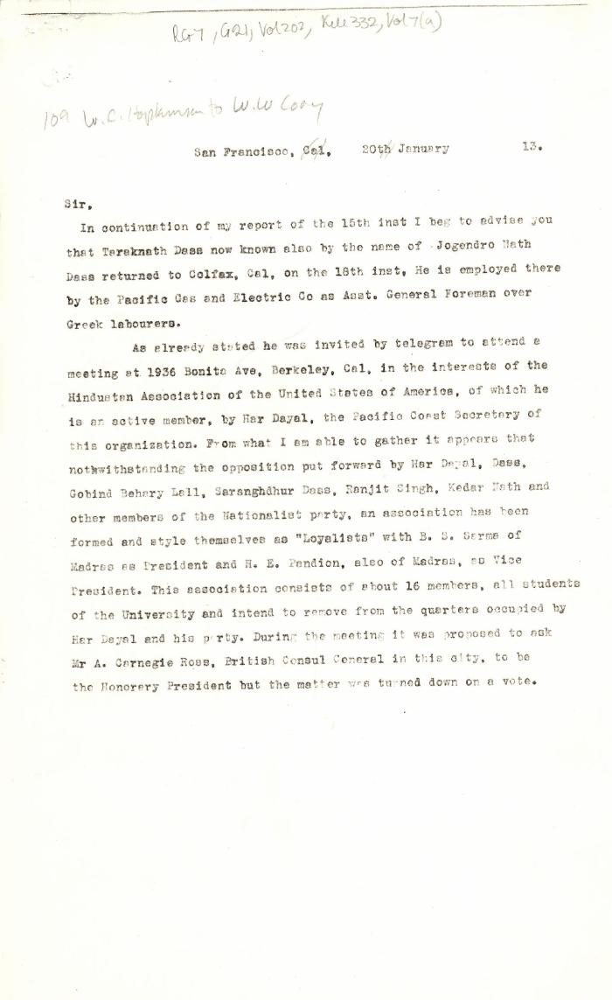 RG7, G21, Vol 202, File 332, Vol 7(a)
109 W.C. Hopkinson to W.W Cory
San Francisco, Cal, 20th January 13.
Sir,
In continuation of my report of the 15th inst I beg to advise you
that Taraknath Dass now known also by the name of Jogendro Nath
Dass returned to Colfax, Cal, on the 18th inst, He is employed there
by the Pacific Gas and Electric Co as Asst. General Foreman over
Greek labourers.
As already stated he was invited by telegram to attend a
meeting at 1936 Bonita Ave, Berkeley, Cal, in the interests of the
Hindustan Association of the United States of America, of which he
is an active member, by Har Dayal, the Pacific Coast Secretary of
this organization. From what I am able to gather it appears that
nothwithstanding the opposition put forward by Har Dayal, Dass,
Gobind Behary Lall, Saranghdhur Dass, Ranjit Singh, Kedar Nath and
other members of the Nationalist party, an association has been
formed and style themselves as "Loyalists" with B. S. Sarma of
Madras as President and H. E. Pandion, also of Madras, as Vice
President. This association consists of about 16 members, all students
of the University and intend to remove from the quarters occupied by
Har Dayal and his party. During the meeting it was proposed to ask
Mr A. Carnegie Ross, British Consul General in this city, to be
the Honorary President but the matter was turned down on a vote.